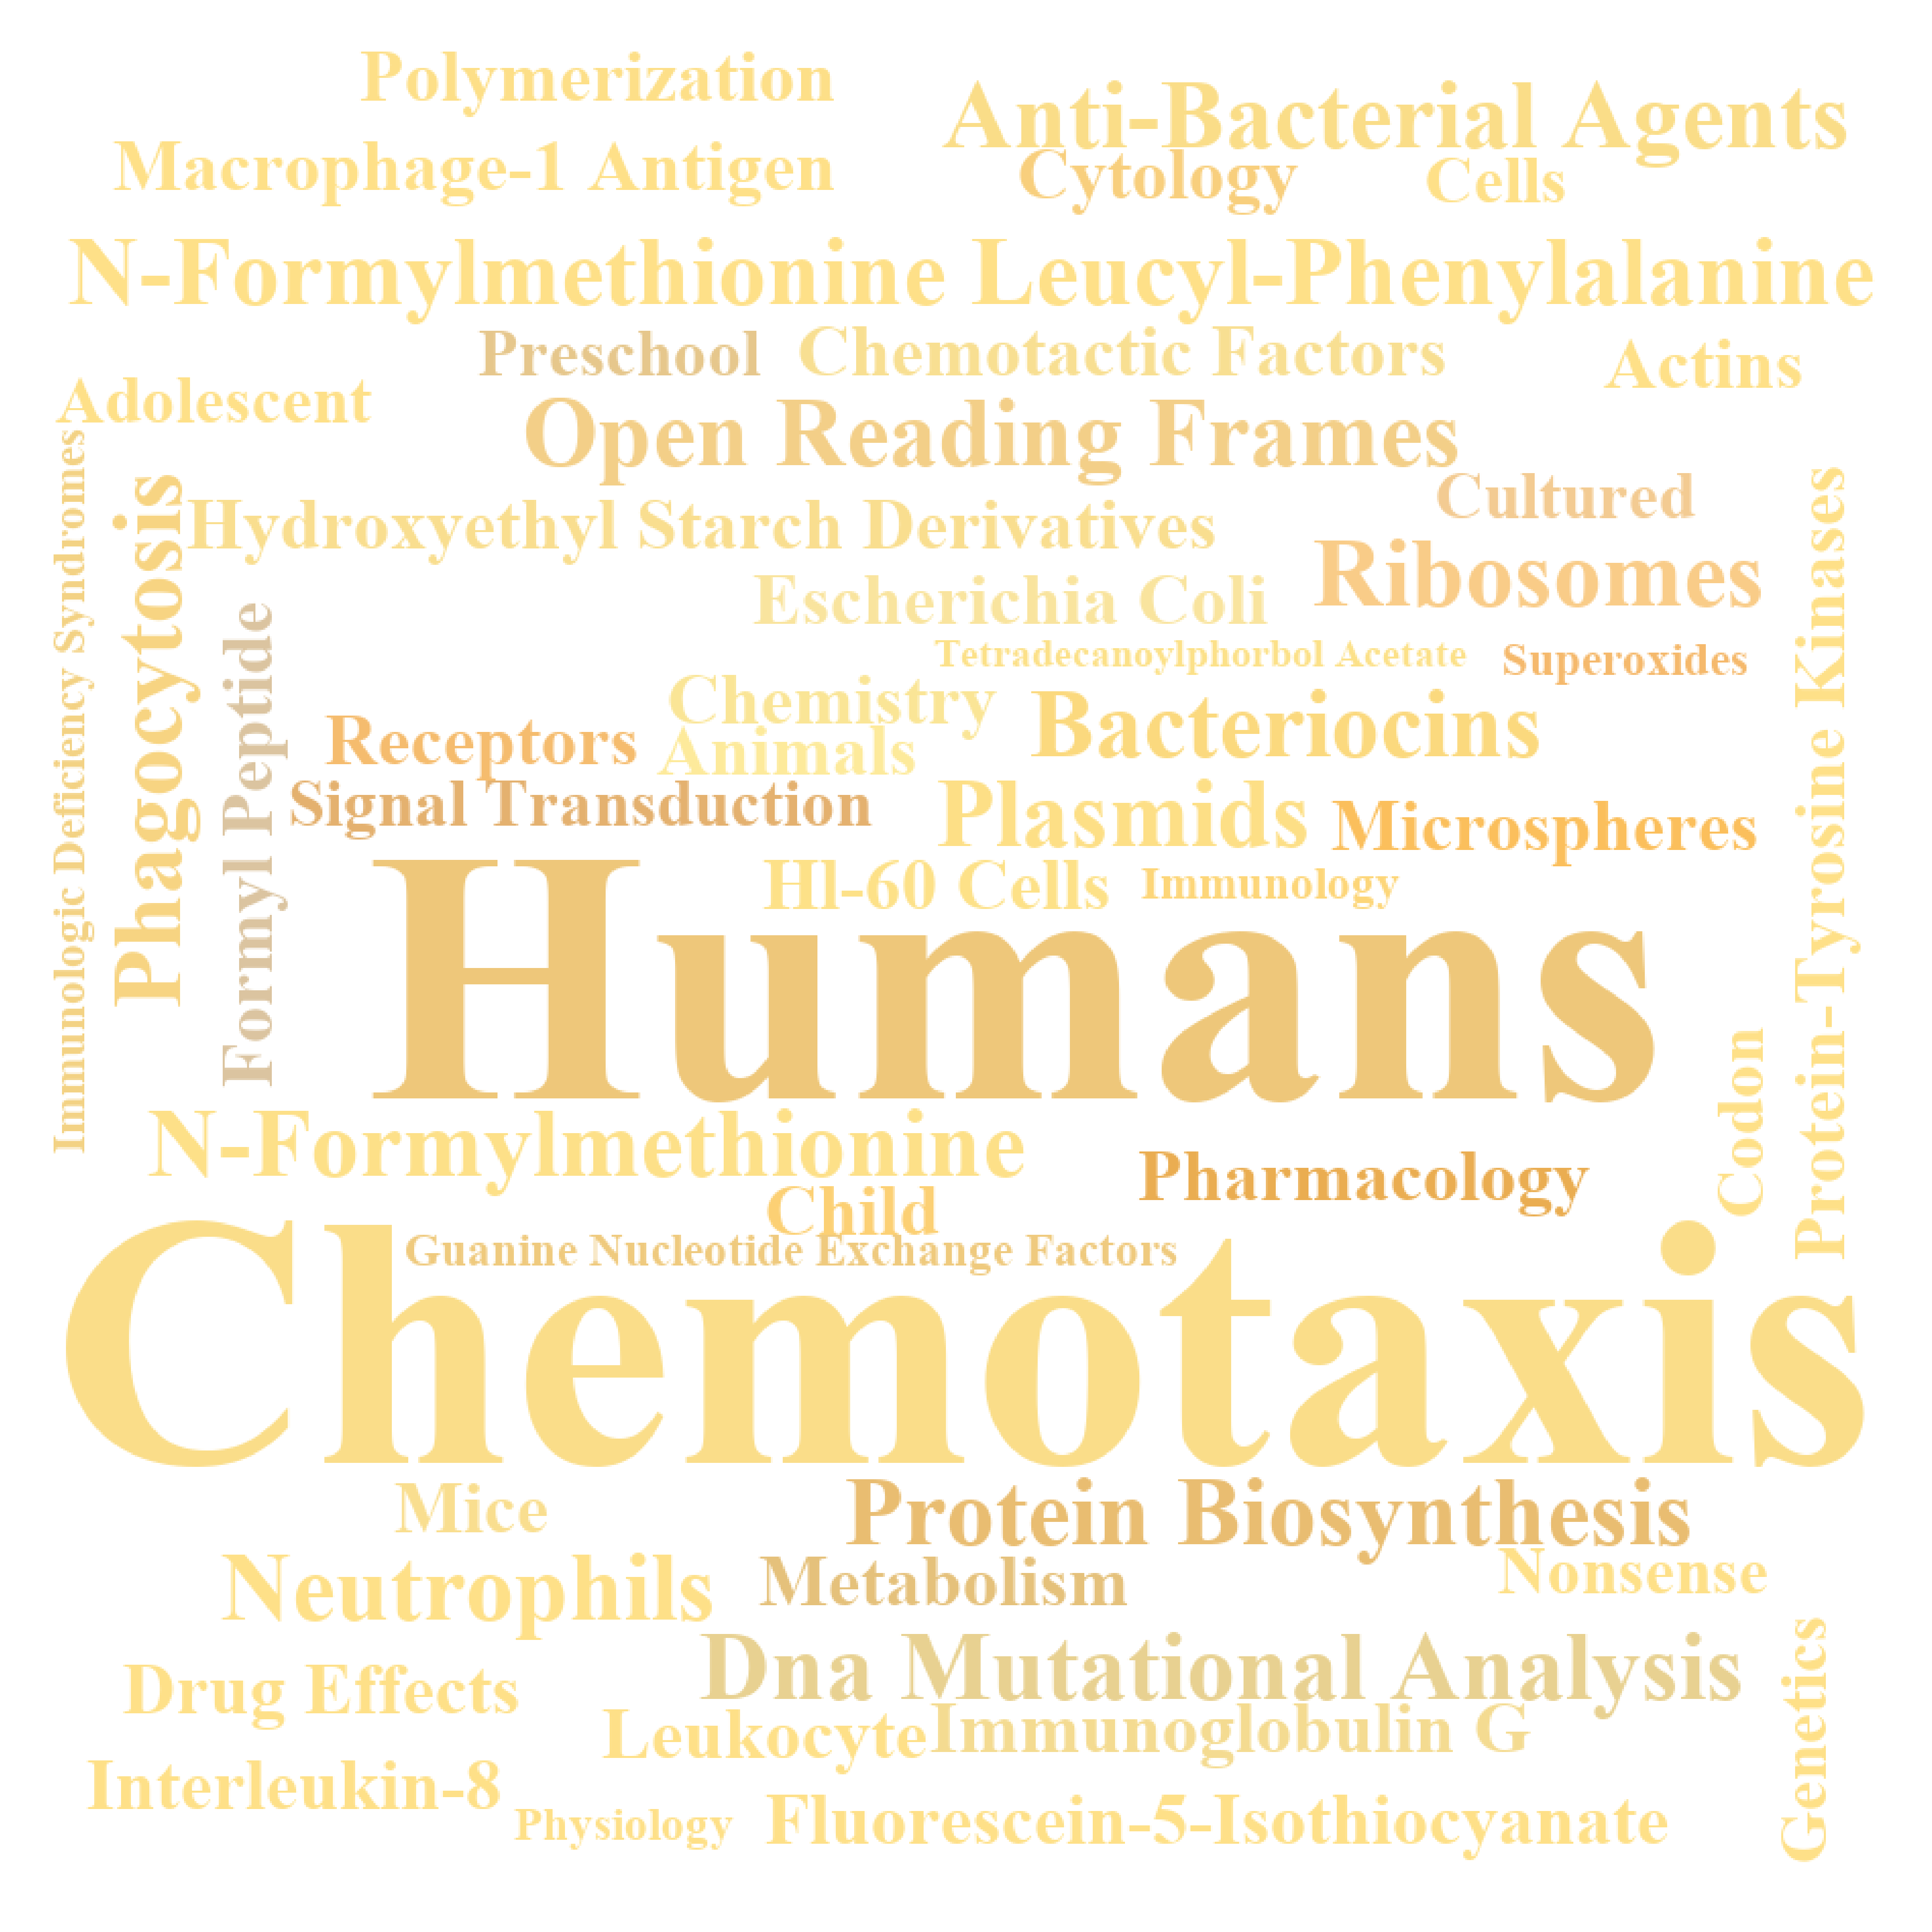 Polymerization
Anti-Bacterial Agents
Macrophage-1 Antigen
Cytology
Cells
N-Formylmethionine Leucyl-Phenylalanine
Preschool
Chemotactic Factors
Actins
Adolescent
Open Reading Frames
Immunologic Deficiency Syndromes
Phagocytosis
Hydroxyethyl Starch Derivatives
Cultured
Protein-Tyrosine Kinases
Ribosomes
Escherichia Coli
Formyl Peptide
Tetradecanoylphorbol Acetate
Superoxides
Chemistry
Bacteriocins
Receptors
Animals
Signal Transduction
Plasmids
Microspheres
Hl-60 Cells
Immunology
Humans
Codon
N-Formylmethionine
Pharmacology
Child
Guanine Nucleotide Exchange Factors
Chemotaxis
Mice
Protein Biosynthesis
Neutrophils
Metabolism
Nonsense
Dna Mutational Analysis
Genetics
Drug Effects
Leukocyte
Immunoglobulin G
Interleukin-8
Physiology
Fluorescein-5-Isothiocyanate